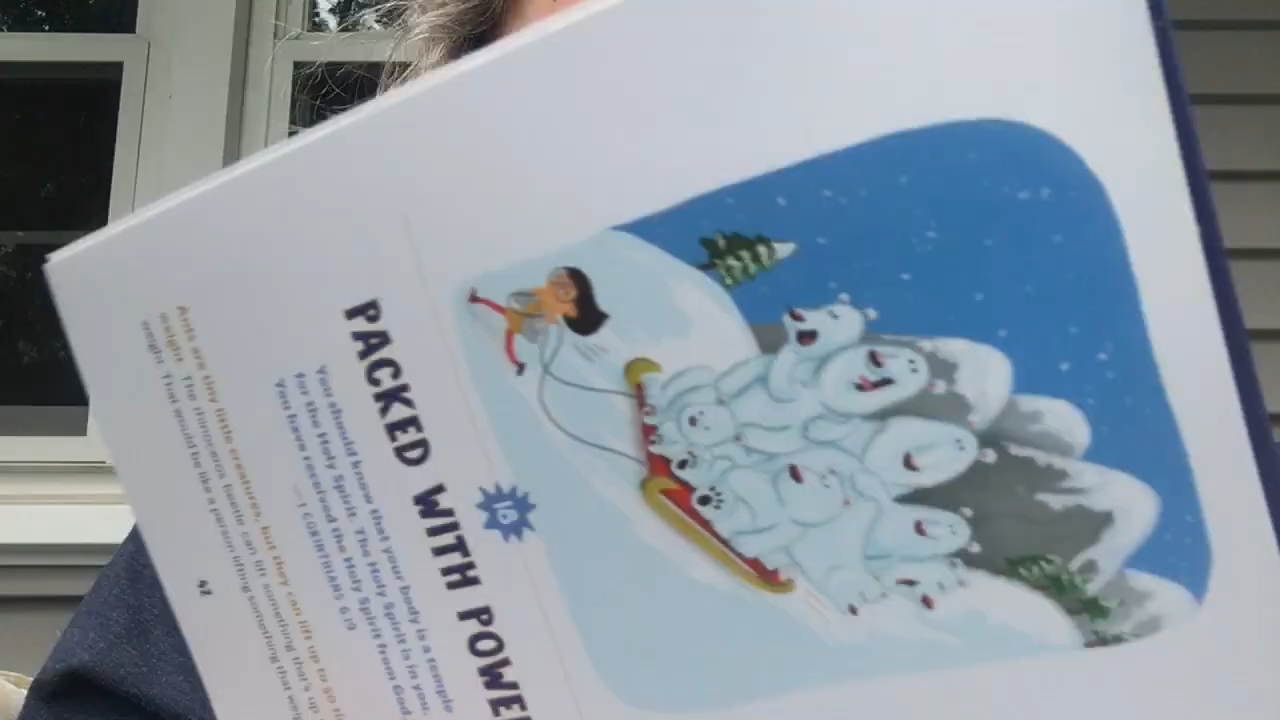 16
PACKED WITH POWER
You should know that your body is a temple
for the Holy Spirit. The Holy Spirit is in you.
You have received the Holy Spirit from God.
— 1 CORINTHIANS 6:19
Ants are tiny little creatures, but they can lift up to 50
weight. The rhinoceros beetle can lift something that's up
weight. That would be like a person lifting something that
42